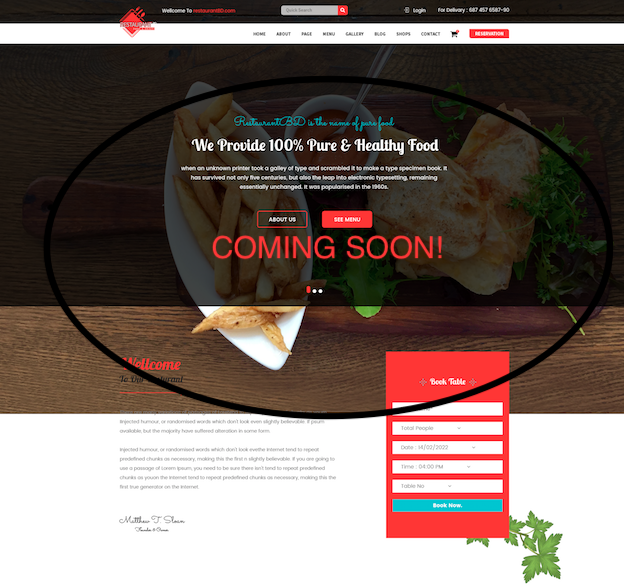 Wellcome To restaurantBD.com
Quick Search
Login
For Delivery : 687 457 6587-90
RESTAURANT
HOME ABOUT PAGE MENU GALLERY BLOG SHOPS CONTACT
RESERVATION
RestaurantBD is the name of pure food
We Provide 100% Pure & Healthy Food
when an unknown printer took a galley of type and scrambled it to make a type specimen book. It
has survived not only five centuries, but also the leap into electronic typesetting, remaining
essentially unchanged. It was popularised in the 1960s.
ABOUT US
SEE MENU
COMING SOON!
Wellcome
To Our
Injected humour, or randomised words which don't look even slightly believable. If ipsum
available, but the majority have suffered alteration in some form.
Injected humour, or randomised words which don't look svethe internet tend to repeat
predefined chunks as necessary, making this the first n slightly believable. If you are going to
use a passage of Lorem Ipsum, you need to be sure there isn't tend to repeat predefined
chunks as youon the Internet tend to repeat predefined chunks as necessary, making this the
first true generator on the Internet.
Matthew T. Sloan
Founder & Owner
Book Table
Total People
Date : 14/02/2022
Time : 04:00 PM
Table No
Book Now.